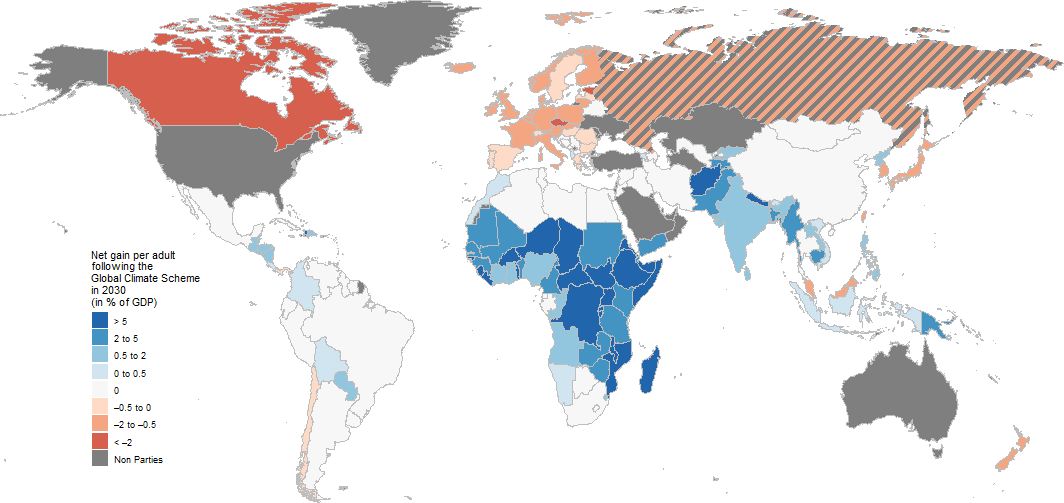 Net gain per adult
following the
Global Climate Scheme
in 2030
(in % of GDP)
> 5
2 to 5
0.5 to 2
0 to 0.5
0
–0.5 to 0
–2 to –0.5
< –2
Non Parties